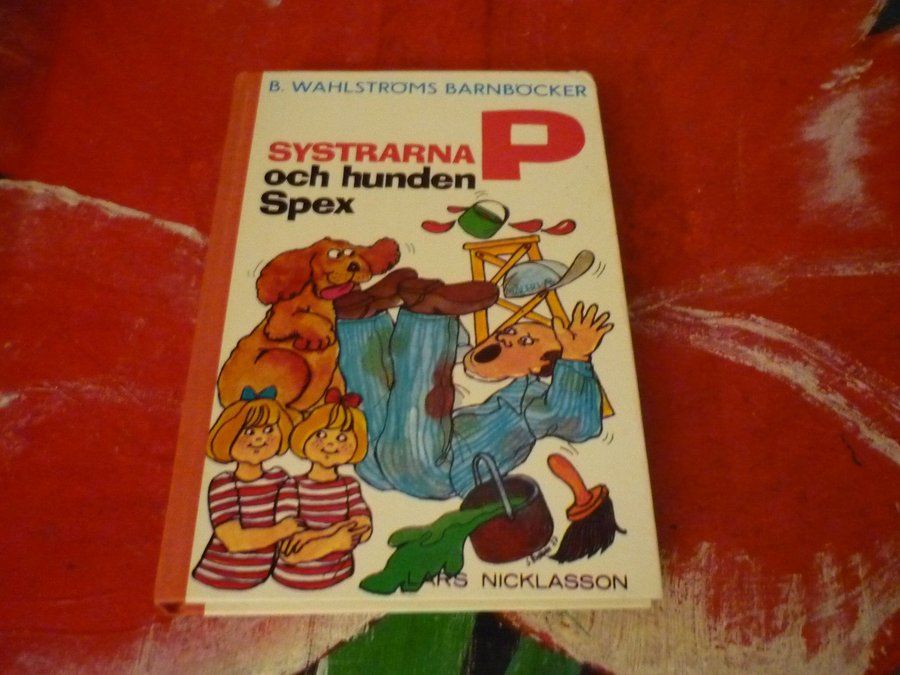 B. WAHLSTRÖMS BARNBÖCKER
SYSTRARNA P
och hunden
Spex
LARS NICKLASSON